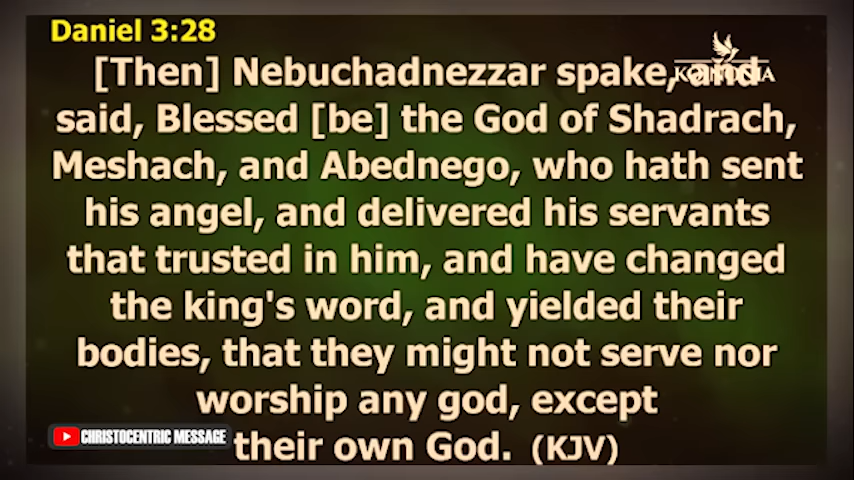 Daniel 3:28
[Then] Nebuchadnezzar spake, and
KOINONIA
said, Blessed [be] the God of Shadrach,
Meshach, and Abednego, who hath sent
his angel, and delivered his servants
that trusted in him, and have changed
the king's word, and yielded their
bodies, that they might not serve nor
worship any god, except
CHRISTOCENTRIC MESSAGE
their own God. (KJV)